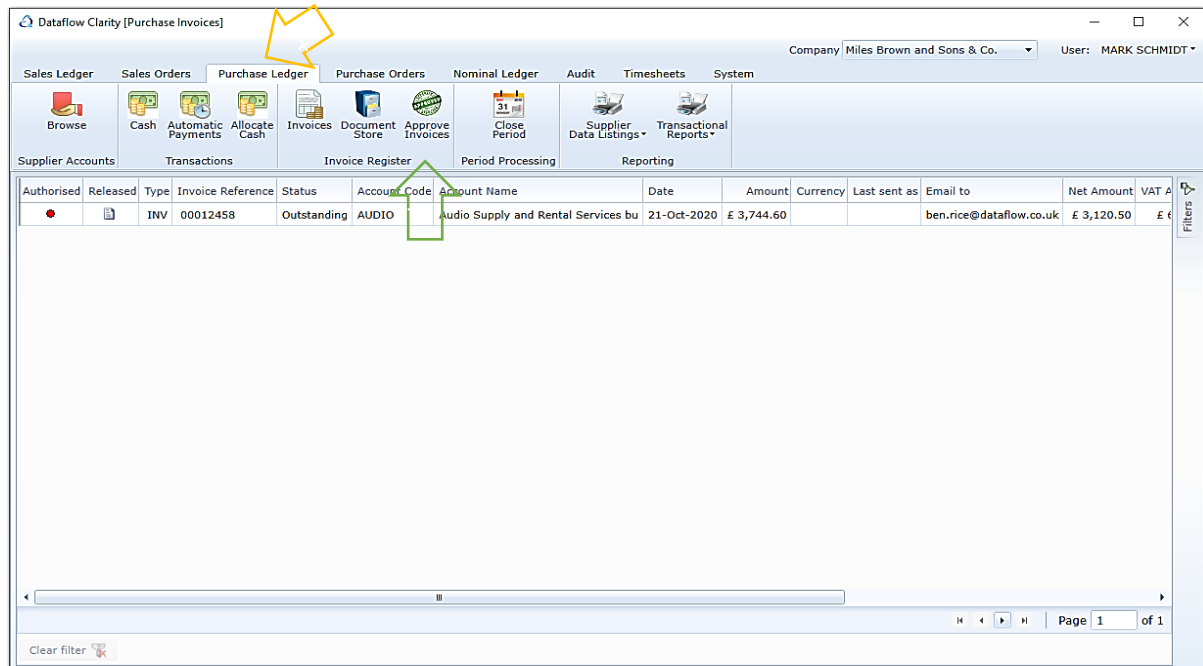 Dataflow Clarity [Purchase Invoices]
Company Miles Brown and Sons & Co. User: MARK SCHMIDT
Sales Ledger Sales Orders Purchase Ledger Purchase Orders Nominal Ledger Audit Timesheets System
31
APPROVED
Browse Cash Automatic Payments Allocate Cash Invoices Document Store Approve Invoices Close Period Supplier Data Listings Transactional Reports
Supplier Accounts Transactions Invoice Register Period Processing Reporting
Authorised Released Type Invoice Reference Status Account Code Account Name Date Amount Currency Last sent as Email to Net Amount VAT A
INV 00012458 Outstanding AUDIO Audio Supply and Rental Services bu 21-Oct-2020 £ 3,744.60 ben.rice@dataflow.co.uk £ 3,120.50 £ 6
Filters
Page 1 of 1
Clear filter